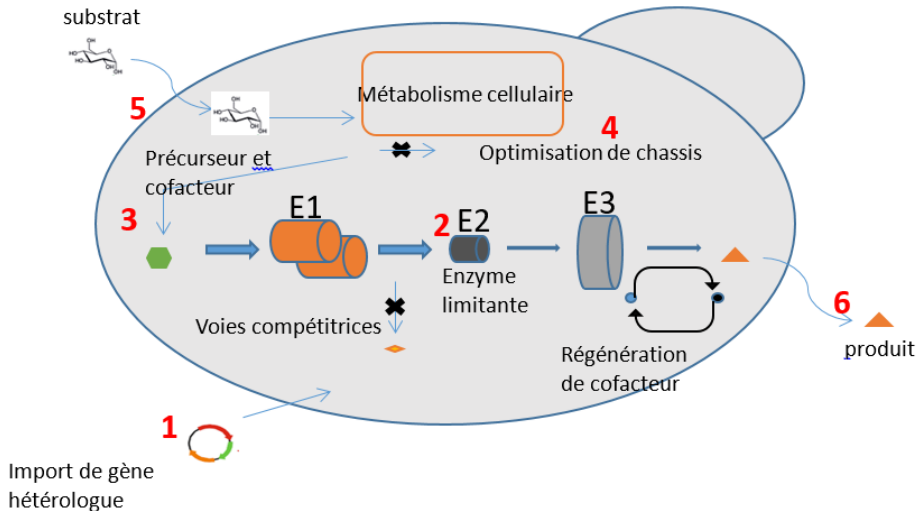 substrat
Métabolisme cellulaire
5
4
Précurseur et
cofacteur
Optimisation de chassis
3
E1
2
E2
E3
Enzyme
limitante
Voies compétitrices
6
produit
Régénération
de cofacteur
1
Import de gène
hétérologue